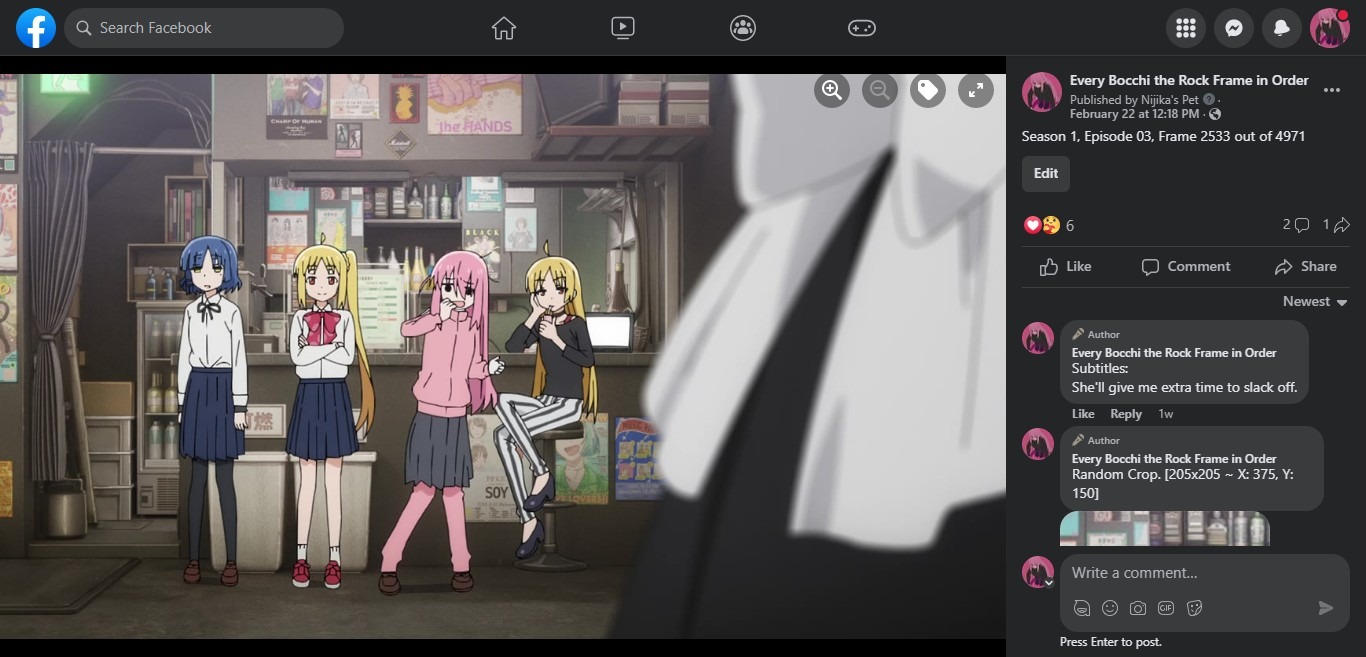 Search Facebook
CHAMP OF HUMAN
the HANDS
Marshall
BLACK
燃
SOY
Every Bocchi the Rock Frame in Order
Published by Nijika's Pet
February 22 at 12:18 PM ·
Season 1, Episode 03, Frame 2533 out of 4971
Edit
6
2
1
Like
Comment
Share
Newest
Author
Every Bocchi the Rock Frame in Order
Subtitles:
She'll give me extra time to slack off.
Like Reply 1w
Author
Every Bocchi the Rock Frame in Order
Random Crop. [205x205 ~ X: 375, Y:
150]
Write a comment...
GIF
Press Enter to post.